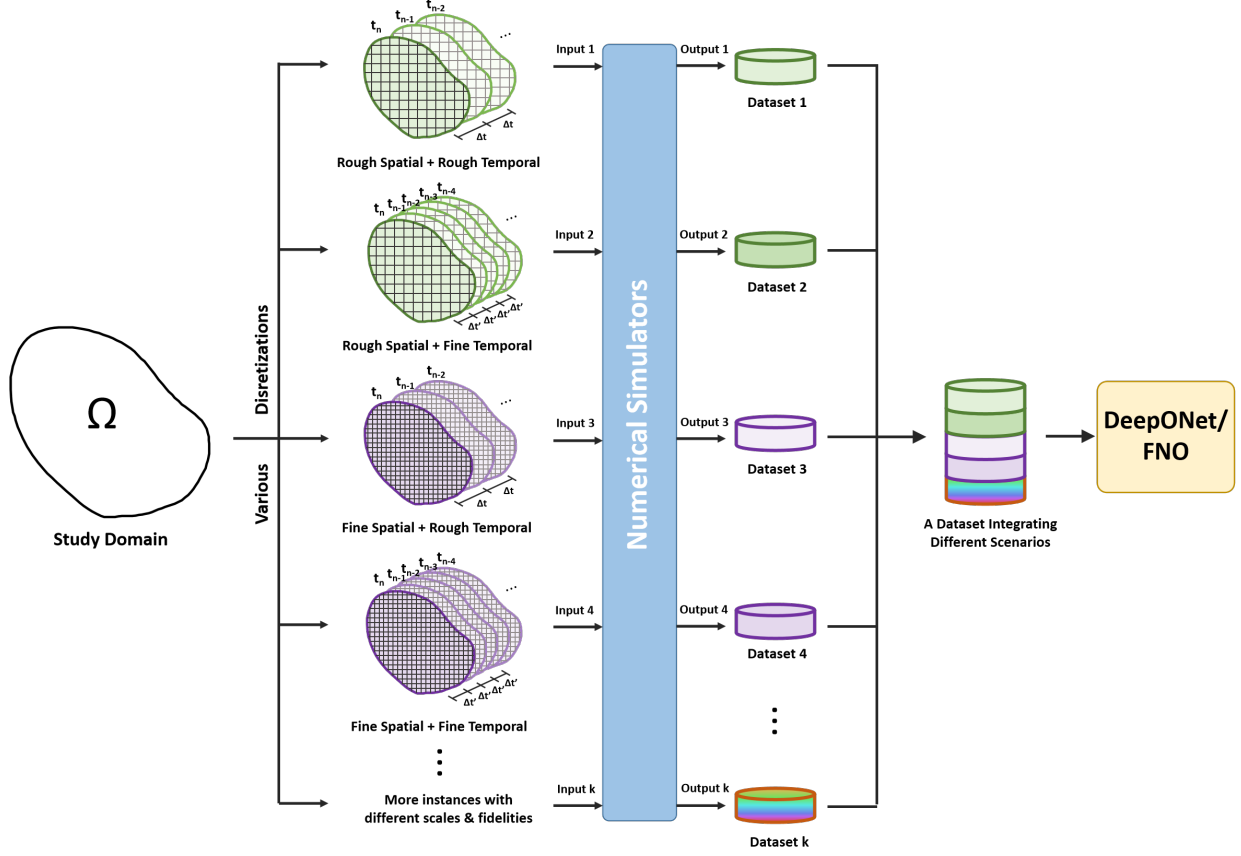 Ω
Study Domain
Various Disretizations
tn
tn-1
tn-2
...
Δt
Δt
Rough Spatial + Rough Temporal
tn
tn-1
tn-2
tn-3
tn-4
...
Δt'
Δt'
Δt'
Δt'
Rough Spatial + Fine Temporal
tn
tn-1
tn-2
...
Δt
Δt
Fine Spatial + Rough Temporal
tn
tn-1
tn-2
tn-3
tn-4
...
Δt'
Δt'
Δt'
Δt'
Fine Spatial + Fine Temporal
More instances with
different scales & fidelities
Input 1
Input 2
Input 3
Input 4
Input k
Numerical Simulators
Output 1
Dataset 1
Output 2
Dataset 2
Output 3
Dataset 3
Output 4
Dataset 4
Output k
Dataset k
A Dataset Integrating
Different Scenarios
DeepONet/
FNO